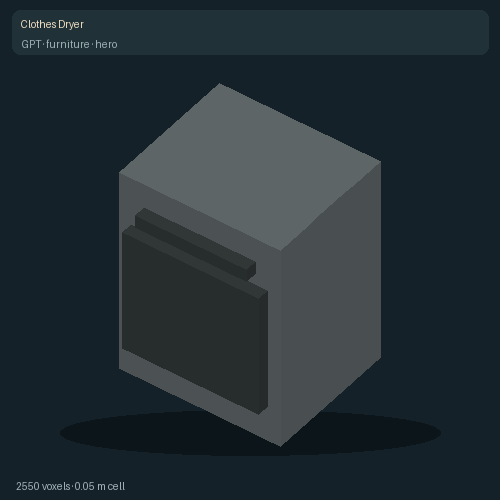 Clothes Dryer
GPT · furniture · hero
2550 voxels · 0.05 m cell